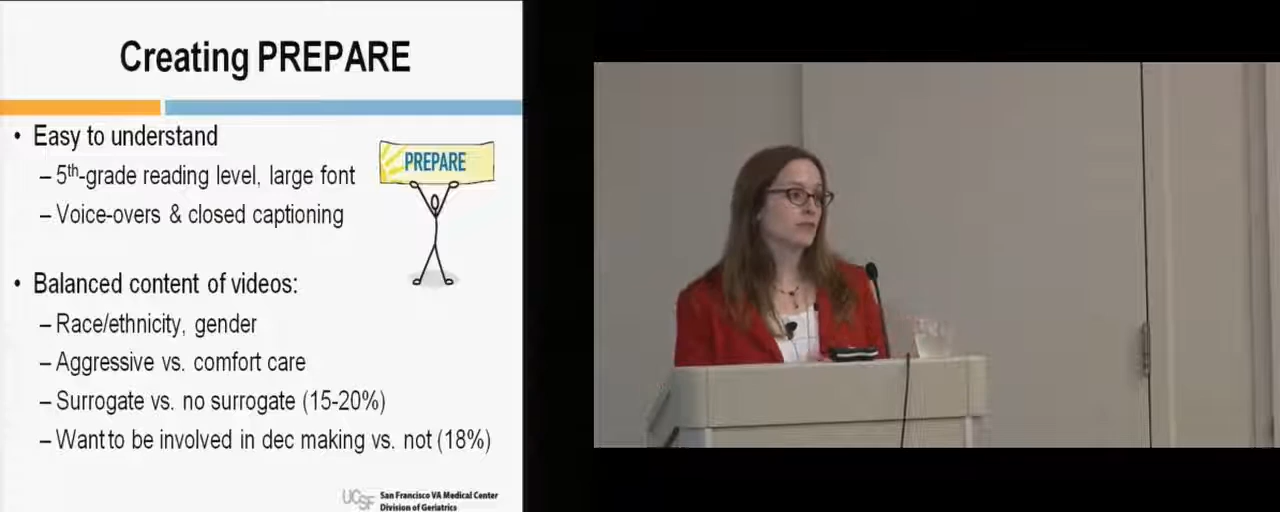 Creating PREPARE
• Easy to understand
– 5th-grade reading level, large font
– Voice-overs & closed captioning
PREPARE
• Balanced content of videos:
– Race/ethnicity, gender
– Aggressive vs. comfort care
– Surrogate vs. no surrogate (15-20%)
– Want to be involved in dec making vs. not (18%)
UCSF
San Francisco VA Medical Center
Division of Geriatrics